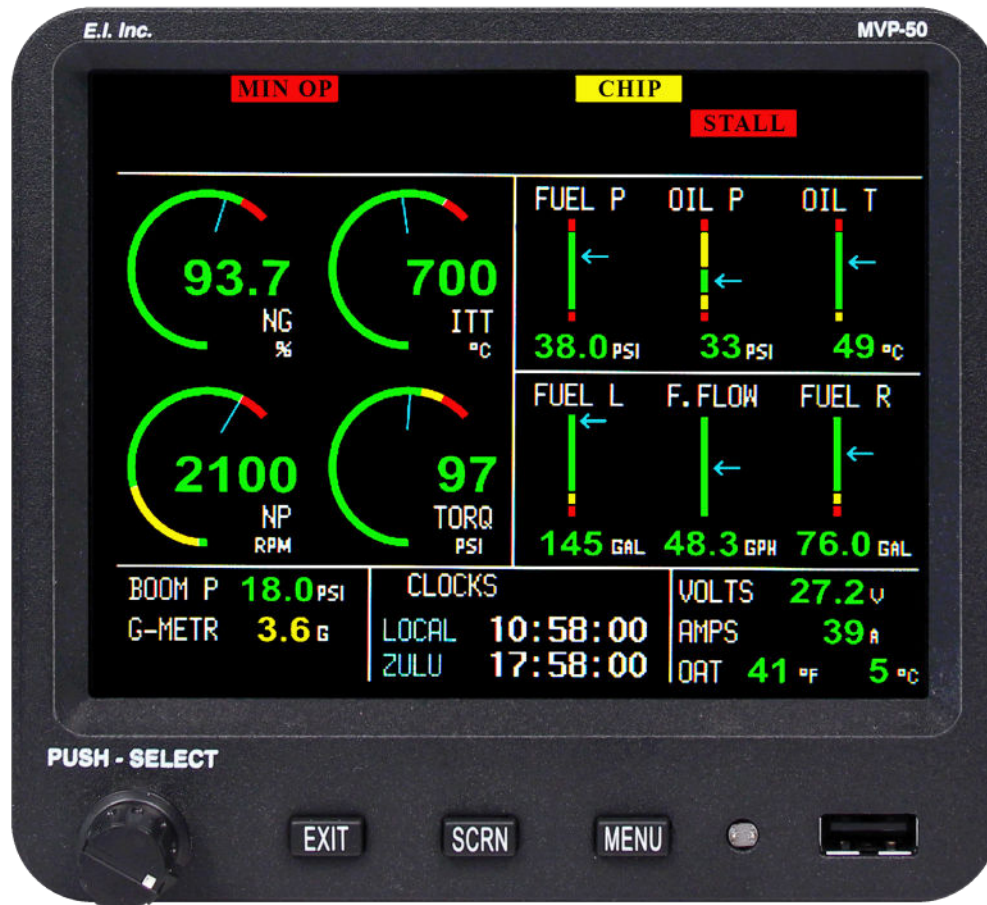 E.I. Inc. MVP-50
MIN OP CHIP
STALL
FUEL P OIL P OIL T
93.7 700
NG ITT
% °C
38.0 PSI 33 PSI 49 °C
FUEL L F.FLOW FUEL R
2100 97
NP TORQ
RPM PSI
145 GAL 48.3 GPH 76.0 GAL
BOOM P 18.0 PSI CLOCKS VOLTS 27.2 V
G-METR 3.6 G LOCAL 10:58:00 AMPS 39 A
ZULU 17:58:00 OAT 41 °F 5 °C
PUSH - SELECT
EXIT SCRN MENU